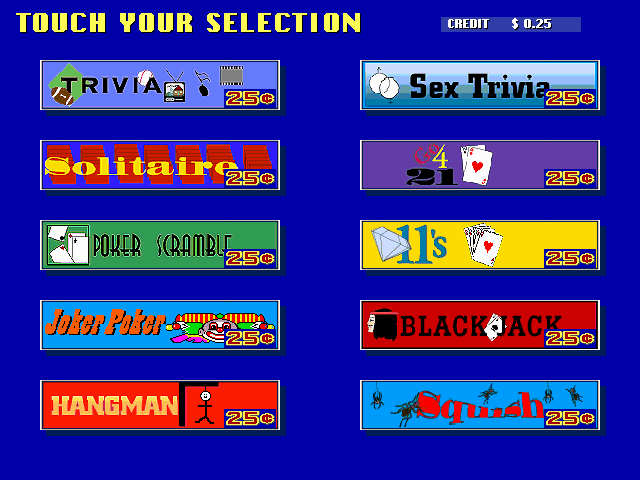 TOUCH YOUR SELECTION
CREDIT $ 0.25
TRIVIA 25¢
Sex Trivia 25¢
Solitaire 25¢
Go 4 21 25¢
POKER SCRAMBLE 25¢
11's 25¢
Joker Poker 25¢
BLACKJACK 25¢
HANGMAN 25¢
Squish 25¢